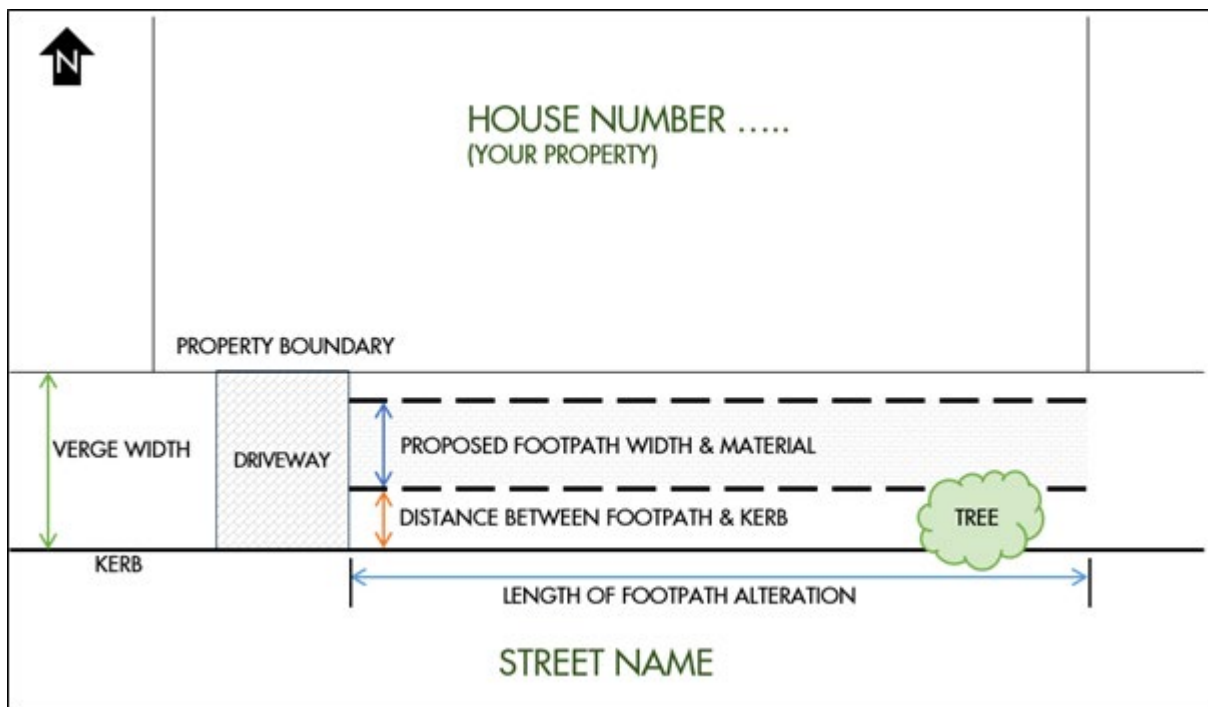 N
HOUSE NUMBER .....
(YOUR PROPERTY)
PROPERTY BOUNDARY
VERGE WIDTH
DRIVEWAY
PROPOSED FOOTPATH WIDTH & MATERIAL
DISTANCE BETWEEN FOOTPATH & KERB
TREE
KERB
LENGTH OF FOOTPATH ALTERATION
STREET NAME